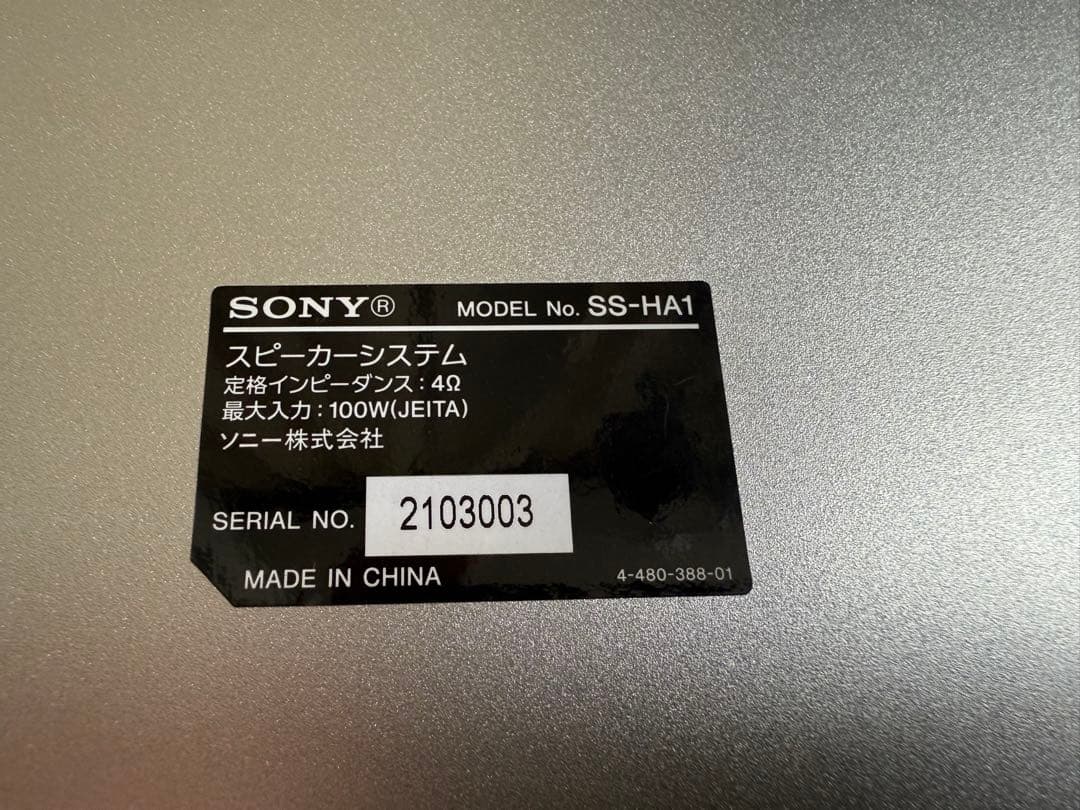 SONY® MODEL No. SS-HA1
スピーカーシステム
定格インピーダンス：4Ω
最大入力：100W(JEITA)
ソニー株式会社
SERIAL NO. 2103003
MADE IN CHINA 4-480-388-01